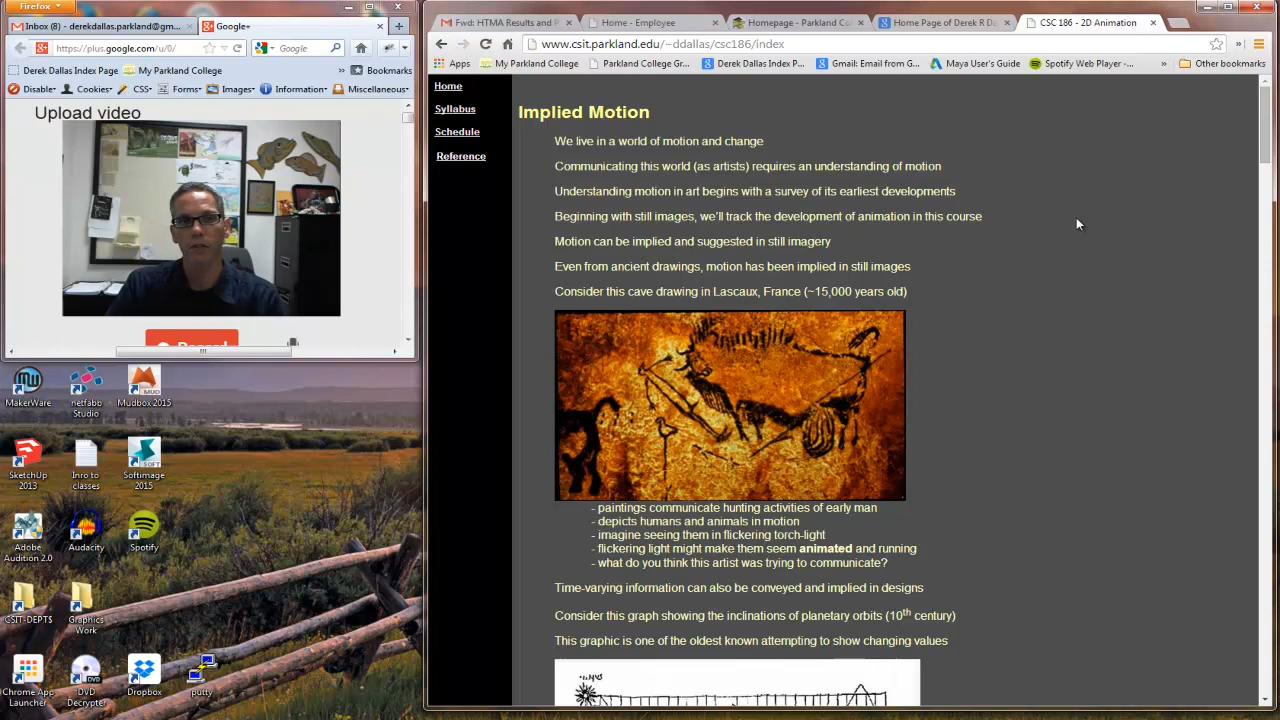 Firefox
Inbox (8) - derekdallas.parkland@gm...
Google+
https://plus.google.com/u/0/
Google
Derek Dallas Index Page
My Parkland College
Bookmarks
Disable
Cookies
CSS
Forms
Images
Information
Miscellaneous
Upload video
MakerWare
netfabb Studio
Mudbox 2015
SketchUp 2013
Inro to classes
Softimage 2015
Adobe Audition 2.0
Audacity
Spotify
CSIT-DEPT$
Graphics Work
Chrome App Launcher
DVD Decrypter
Dropbox
putty
Fwd: HTMA Results and P
Home - Employee
Homepage - Parkland Co
Home Page of Derek R Da
CSC 186 - 2D Animation
www.csit.parkland.edu/~ddallas/csc186/index
Apps
My Parkland College
Parkland College Gr...
Derek Dallas Index P...
Gmail: Email from G...
Maya User's Guide
Spotify Web Player -...
Other bookmarks
Home
Syllabus
Schedule
Reference
Implied Motion
We live in a world of motion and change
Communicating this world (as artists) requires an understanding of motion
Understanding motion in art begins with a survey of its earliest developments
Beginning with still images, we'll track the development of animation in this course
Motion can be implied and suggested in still imagery
Even from ancient drawings, motion has been implied in still images
Consider this cave drawing in Lascaux, France (~15,000 years old)
- paintings communicate hunting activities of early man
- depicts humans and animals in motion
- imagine seeing them in flickering torch-light
- flickering light might make them seem animated and running
- what do you think this artist was trying to communicate?
Time-varying information can also be conveyed and implied in designs
Consider this graph showing the inclinations of planetary orbits (10th century)
This graphic is one of the oldest known attempting to show changing values